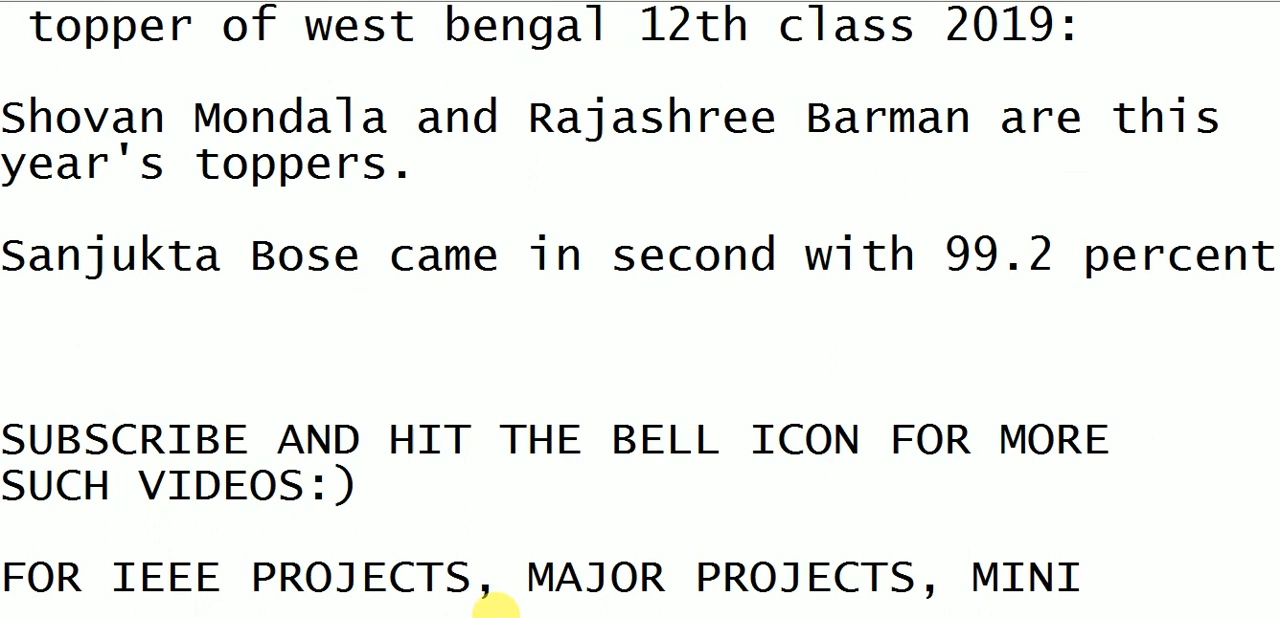 topper of west bengal 12th class 2019:
Shovan Mondala and Rajashree Barman are this
year's toppers.
Sanjukta Bose came in second with 99.2 percent
SUBSCRIBE AND HIT THE BELL ICON FOR MORE
SUCH VIDEOS:)
FOR IEEE PROJECTS, MAJOR PROJECTS, MINI